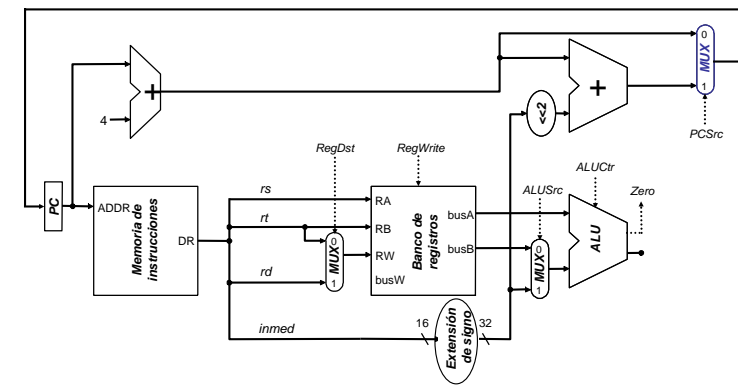 0
MUX
1
PCSrc
+
4
+
<<2
RegDst
RegWrite
ALUSrc
ALUCtr
Zero
PC
ADDR
Memoria de
instrucciones
DR
rs
rt
rd
inmed
0
MUX
1
RA
RB
RW
busW
Banco de
registros
busA
busB
0
MUX
1
ALU
16
Extensión
de signo
32